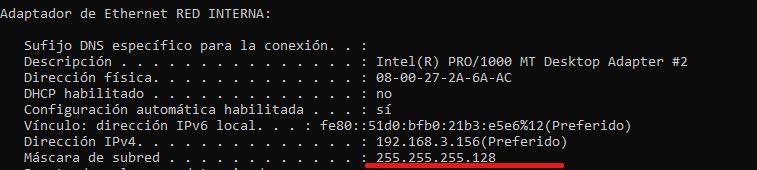 Adaptador de Ethernet RED INTERNA:
Sufijo DNS específico para la conexión. . :
Descripción . . . . . . . . . . . . . . . : Intel(R) PRO/1000 MT Desktop Adapter #2
Dirección física. . . . . . . . . . . . . : 08-00-27-2A-6A-AC
DHCP habilitado . . . . . . . . . . . . . : no
Configuración automática habilitada . . . : sí
Vínculo: dirección IPv6 local. . . : fe80::51d0:bfb0:21b3:e5e6%12(Preferido)
Dirección IPv4. . . . . . . . . . . . . . : 192.168.3.156(Preferido)
Máscara de subred . . . . . . . . . . . . : 255.255.255.128